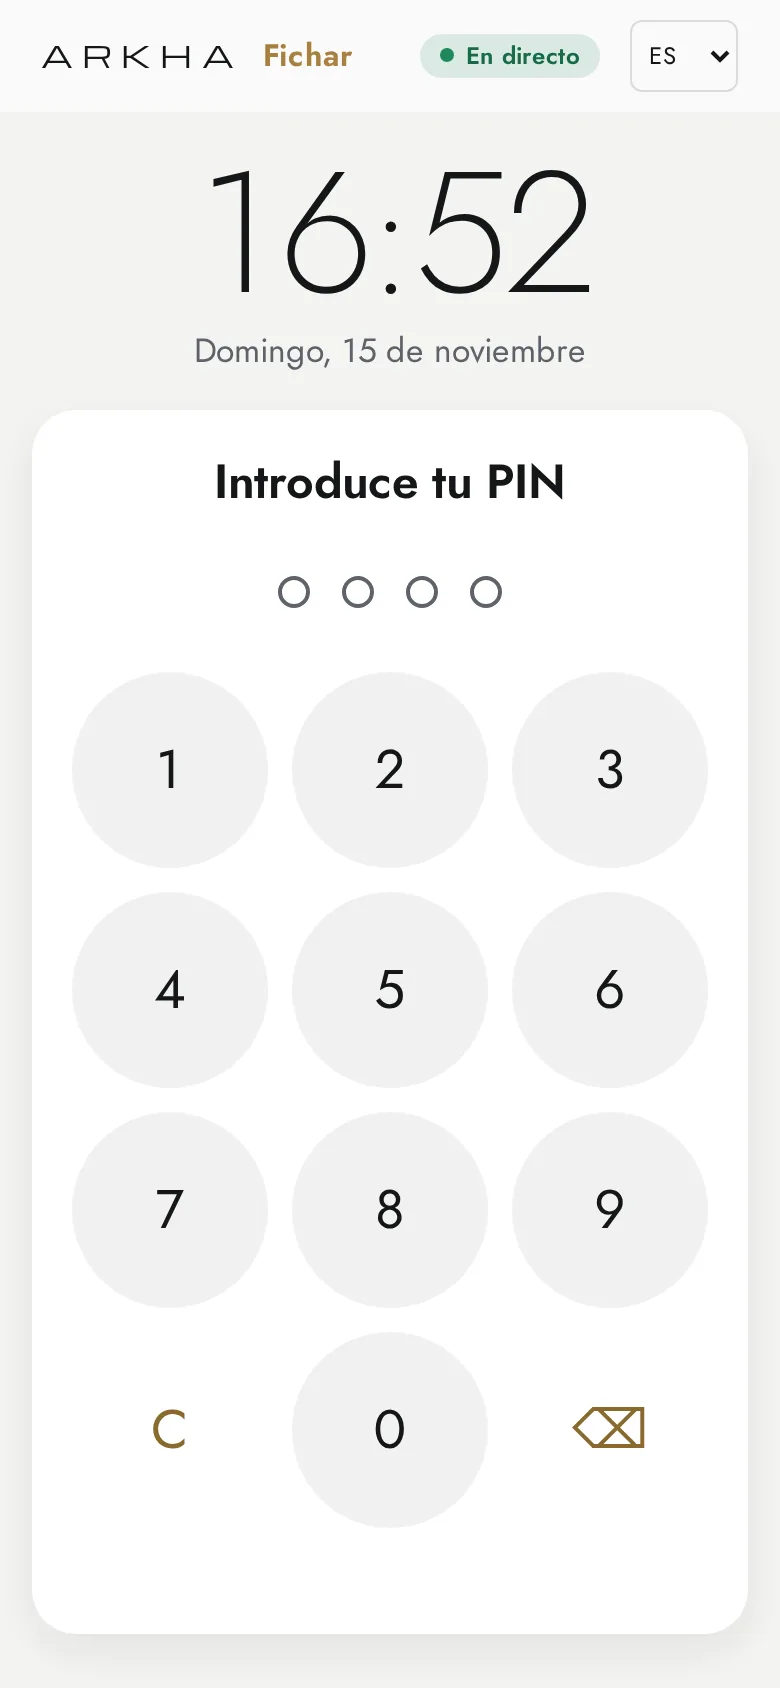 ARKHA Fichar En directo ES
16:52
Domingo, 15 de noviembre
Introduce tu PIN
1 2 3
4 5 6
7 8 9
C 0 ⌫